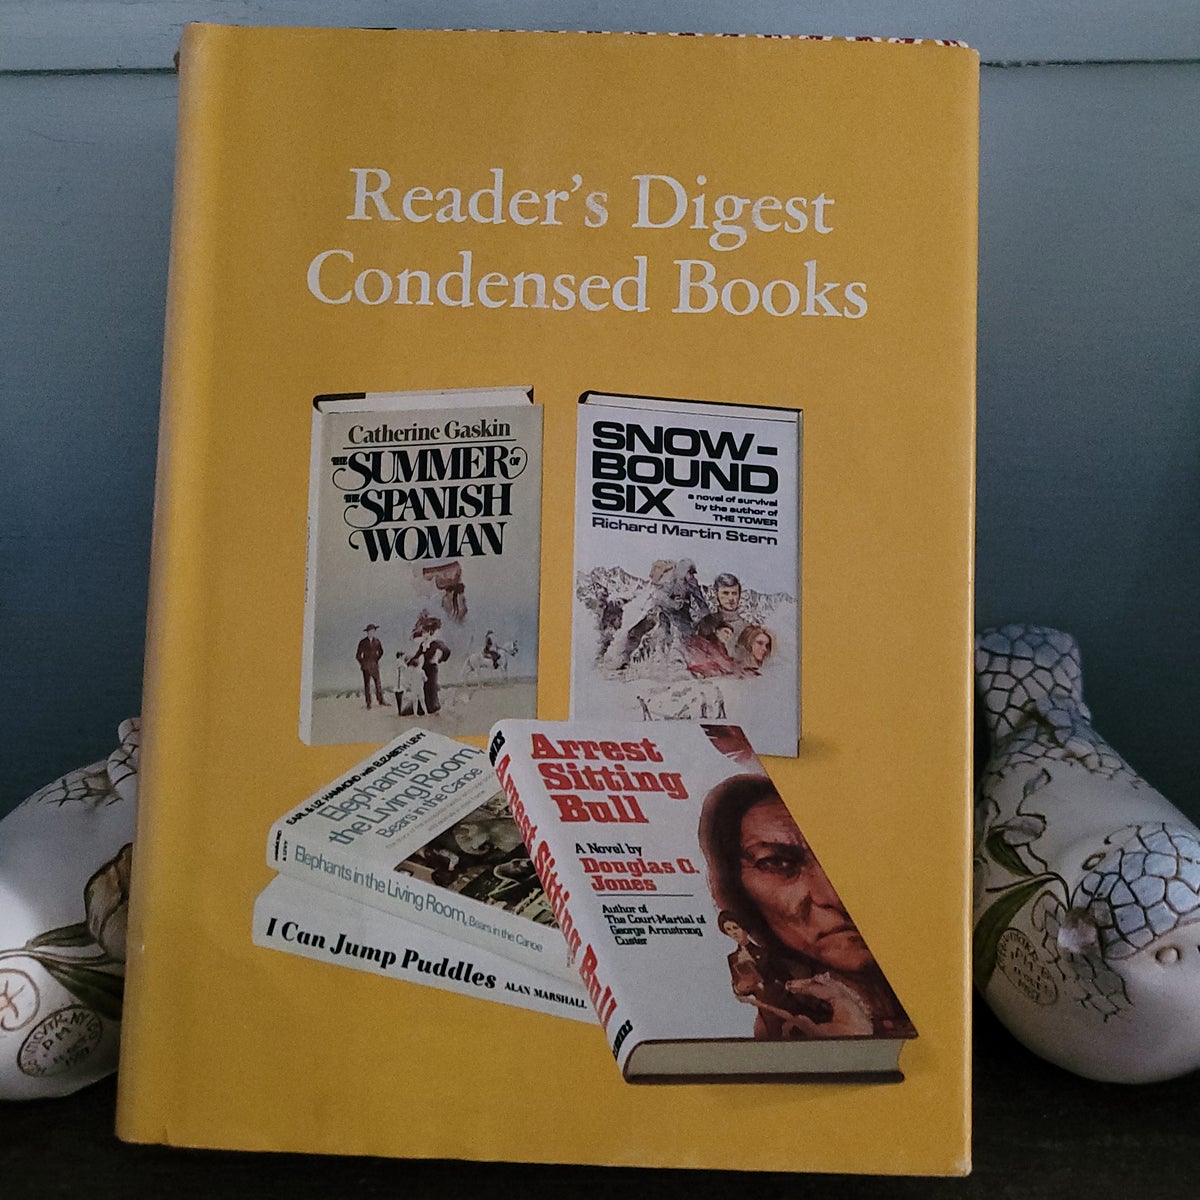 Reader's Digest
Condensed Books
Catherine Gaskin
THE SUMMER OF
THE SPANISH
WOMAN
SNOW-
BOUND
SIX
a novel of survival
by the author of
THE TOWER
Richard Martin Stern
EARL & LIZ HAMMOND with ELIZABETH LEVY
Elephants in
the Living Room,
Bears in the Canoe
Elephants in the Living Room, Bears in the Canoe
I Can Jump Puddles ALAN MARSHALL
Arrest
Sitting
Bull
A Novel by
Douglas C.
Jones
Author of
The Court-Martial of
George Armstrong
Custer
Arrest Sitting Bull